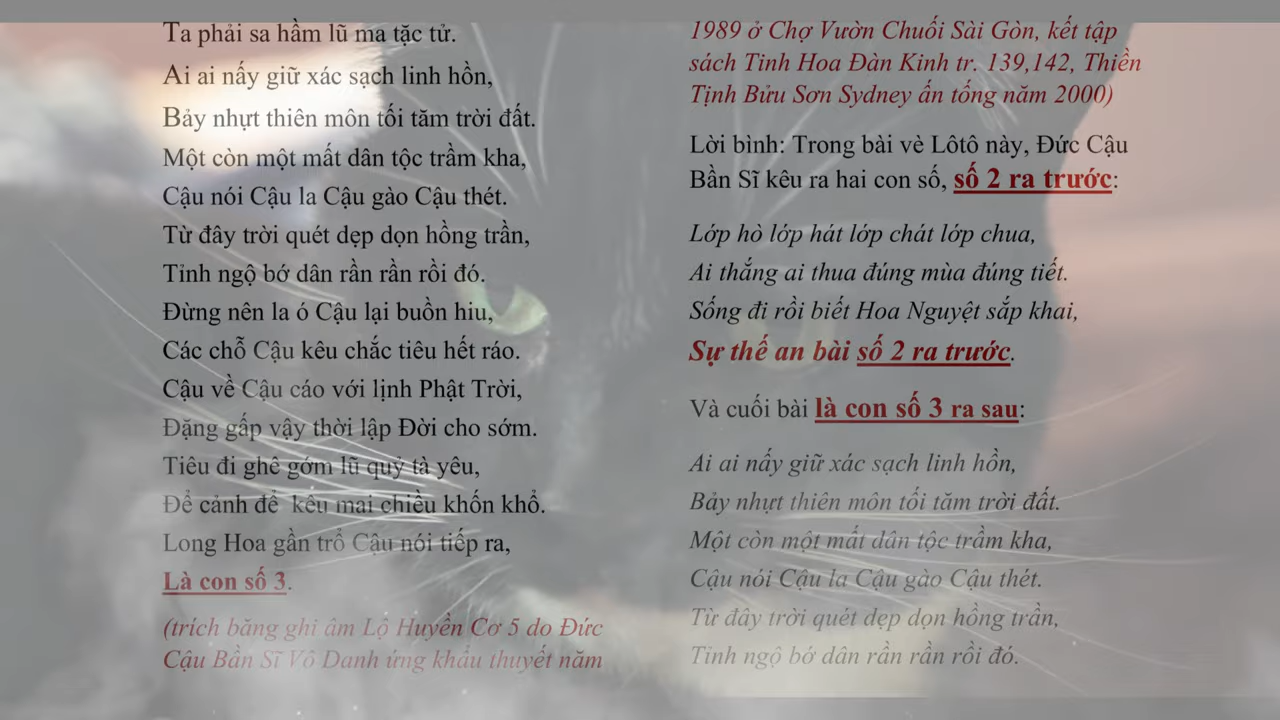 Ta phải sa hầm lũ ma tặc tử.
Ai ai nấy giữ xác sạch linh hồn,
Bảy nhựt thiên môn tối tăm trời đất.
Một còn một mất dân tộc trầm kha,
Cậu nói Cậu la Cậu gào Cậu thét.
Từ đây trời quét dẹp dọn hồng trần,
Tỉnh ngộ bớ dân rần rần rồi đó.
Đừng nên la ó Cậu lại buồn hiu,
Các chỗ Cậu kêu chắc tiêu hết ráo.
Cậu về Cậu cáo với lịnh Phật Trời,
Đặng gấp vậy thời lập Đời cho sớm.
Tiêu đi ghê gớm lũ quỷ tà yêu,
Để cảnh để kêu mai chiều khốn khổ.
Long Hoa gần trổ Cậu nói tiếp ra,
Là con số 3.
(trích băng ghi âm Lộ Huyền Cơ 5 do Đức
Cậu Bần Sĩ Vô Danh ứng khẩu thuyết năm
1989 ở Chợ Vườn Chuối Sài Gòn, kết tập
sách Tinh Hoa Đàn Kinh tr. 139,142, Thiền
Tịnh Bửu Sơn Sydney ấn tống năm 2000)
Lời bình: Trong bài vè Lôtô này, Đức Cậu
Bần Sĩ kêu ra hai con số, số 2 ra trước:
Lớp hò lớp hát lớp chát lớp chua,
Ai thắng ai thua đúng mùa đúng tiết.
Sống đi rồi biết Hoa Nguyệt sắp khai,
Sự thế an bài số 2 ra trước.
Và cuối bài là con số 3 ra sau:
Ai ai nấy giữ xác sạch linh hồn,
Bảy nhựt thiên môn tối tăm trời đất.
Một còn một mất dân tộc trầm kha,
Cậu nói Cậu la Cậu gào Cậu thét.
Từ đây trời quét dẹp dọn hồng trần,
Tỉnh ngộ bớ dân rần rần rồi đó.